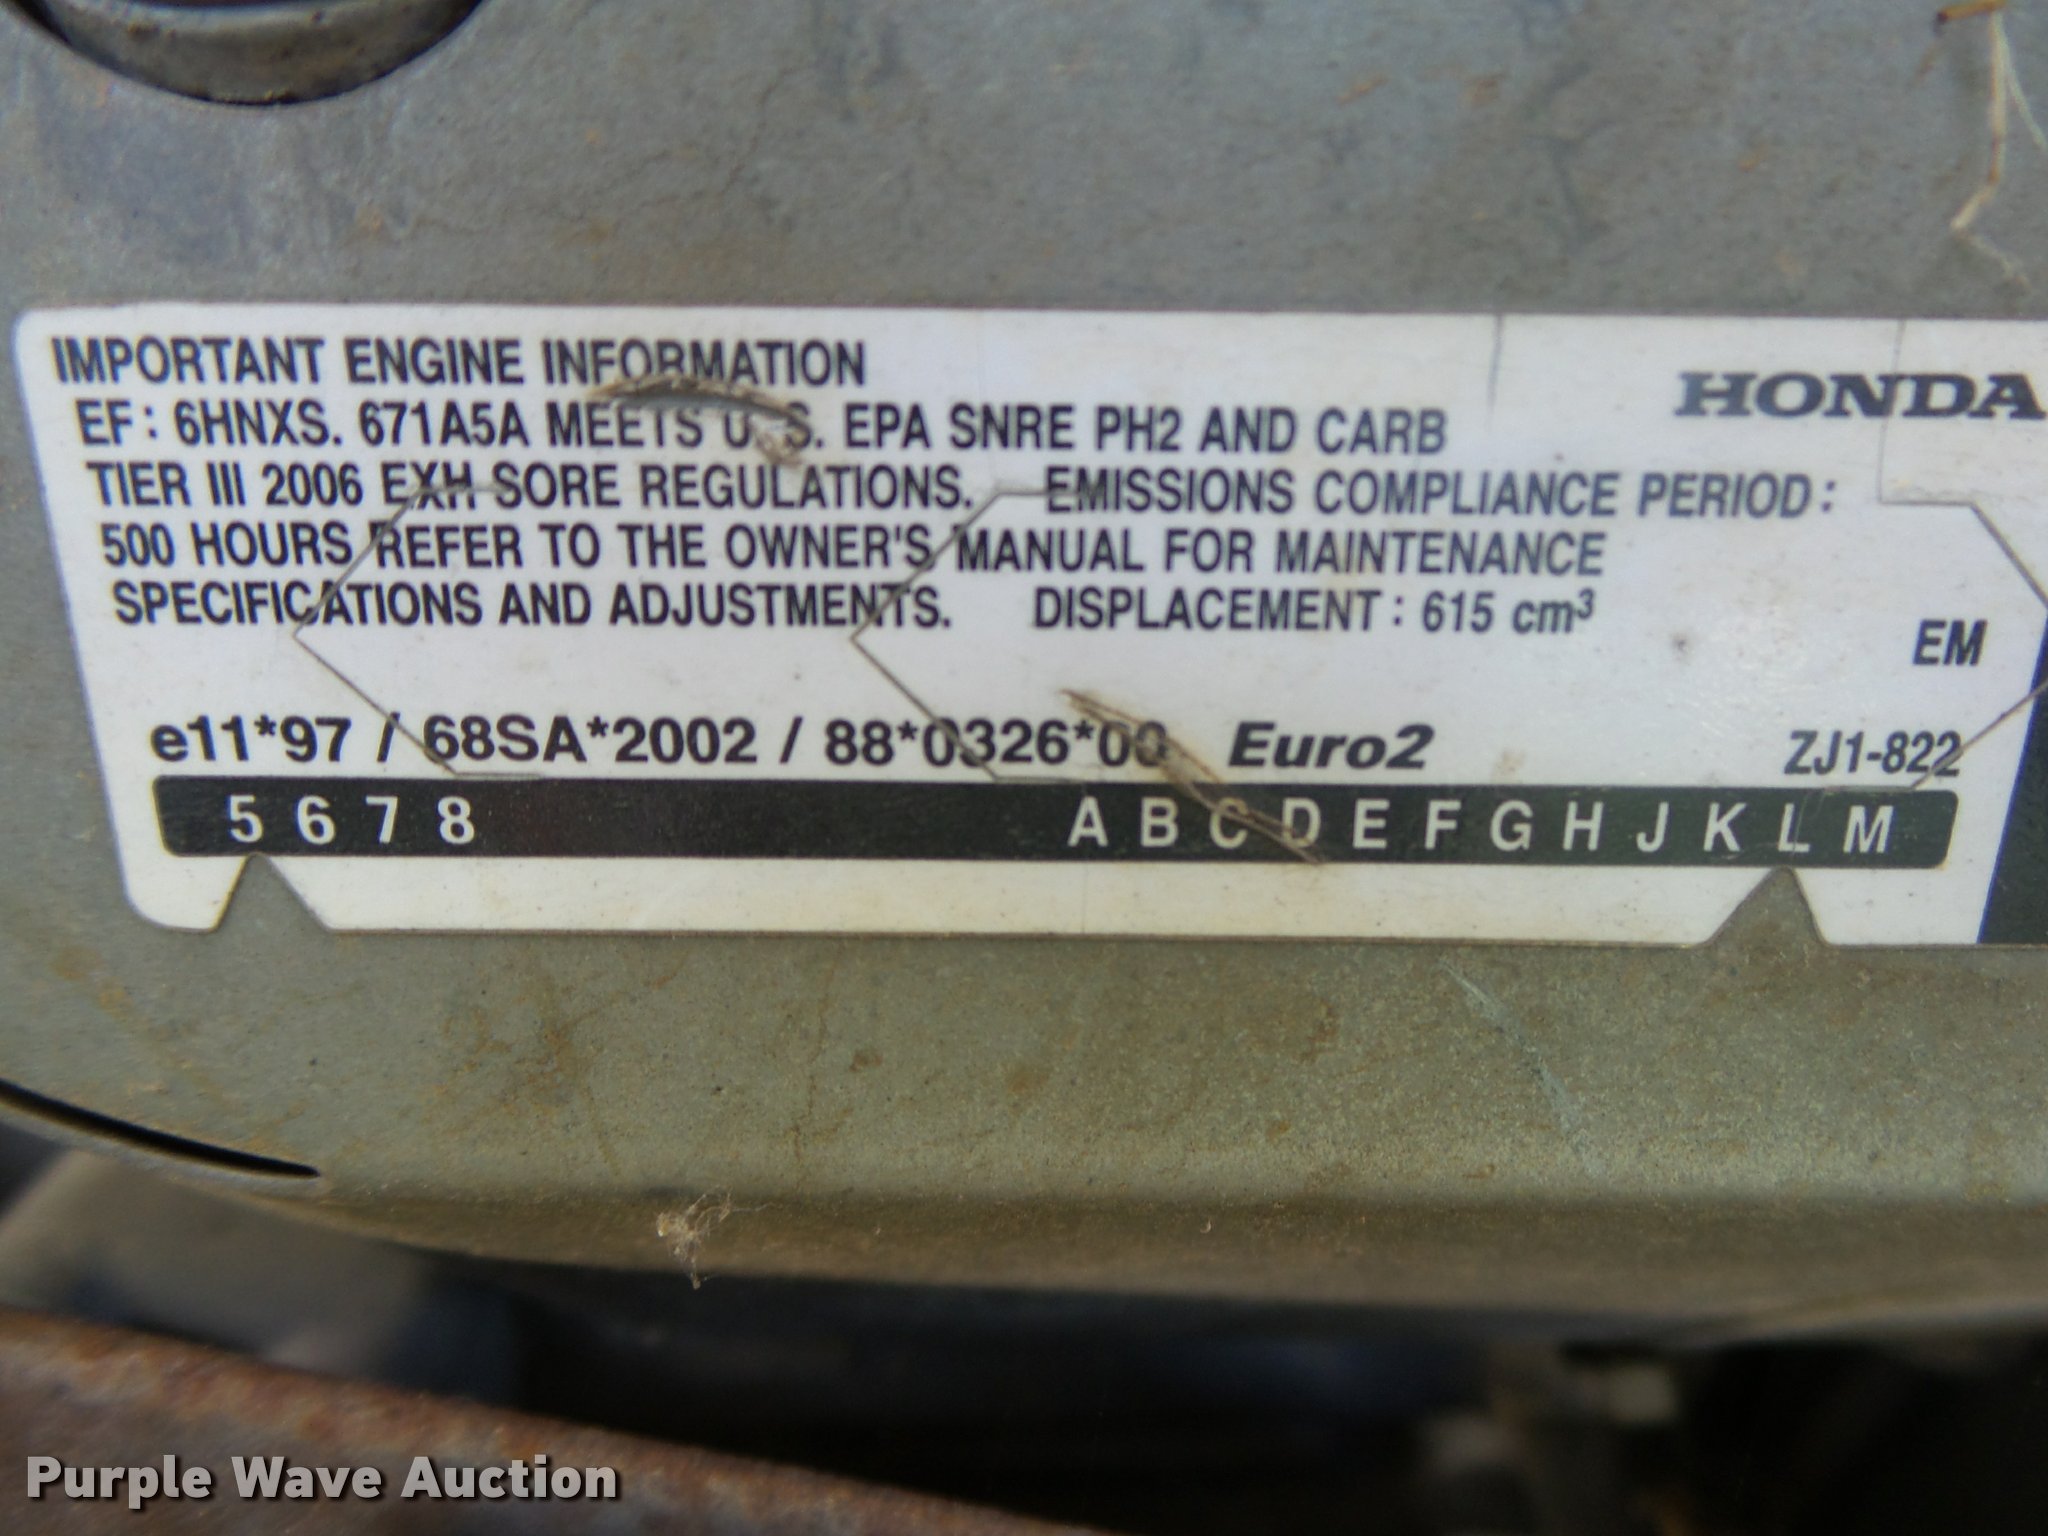 IMPORTANT ENGINE INFORMATION
HONDA
EF: 6HNXS. 671A5A MEETS U.S. EPA SNRE PH2 AND CARB
TIER III 2006 EXH SORE REGULATIONS. EMISSIONS COMPLIANCE PERIOD:
500 HOURS REFER TO THE OWNER'S MANUAL FOR MAINTENANCE
SPECIFICATIONS AND ADJUSTMENTS. DISPLACEMENT: 615 cm³
EM
e11*97 / 68SA*2002 / 88*0326*00 Euro2 ZJ1-822
5 6 7 8 A B C D E F G H J K L M
Purple Wave Auction